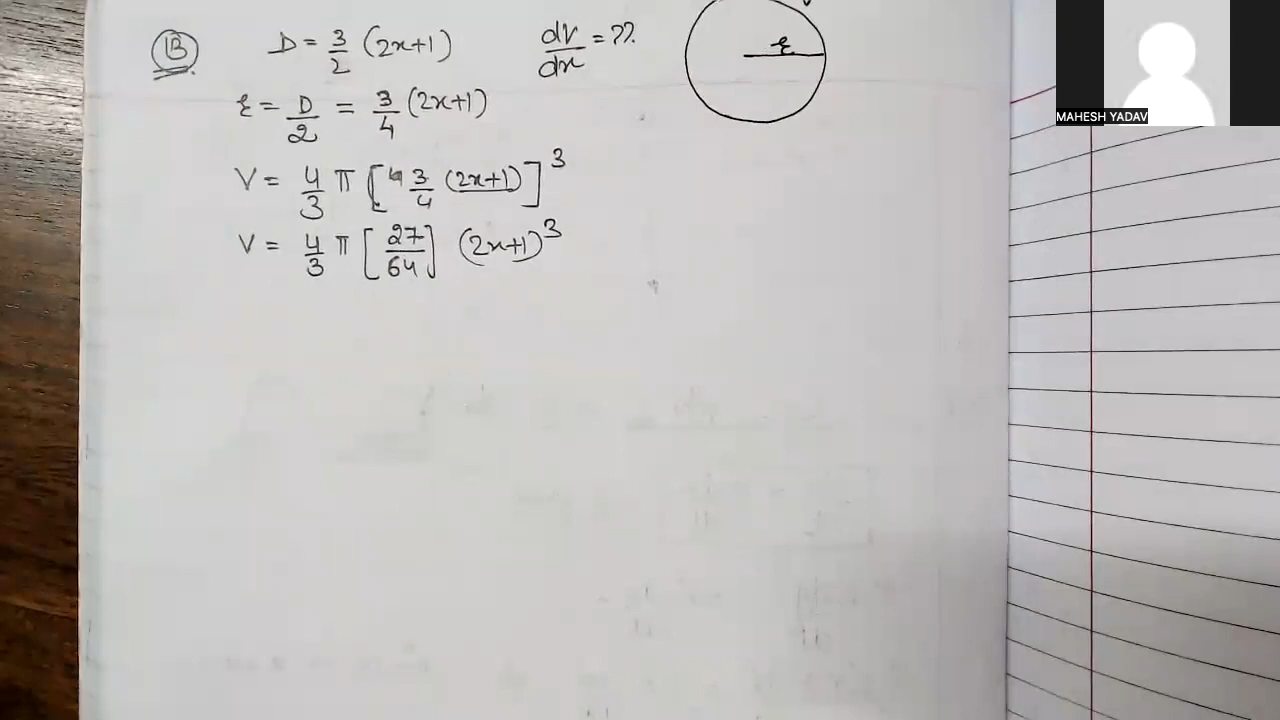 13 D = 3/2 (2x+1) dV/dx = ??
r = D/2 = 3/4 (2x+1)
V = 4/3 π [ 3/4 (2x+1) ]^3
V = 4/3 π [ 27/64 ] (2x+1)^3
r
MAHESH YADAV